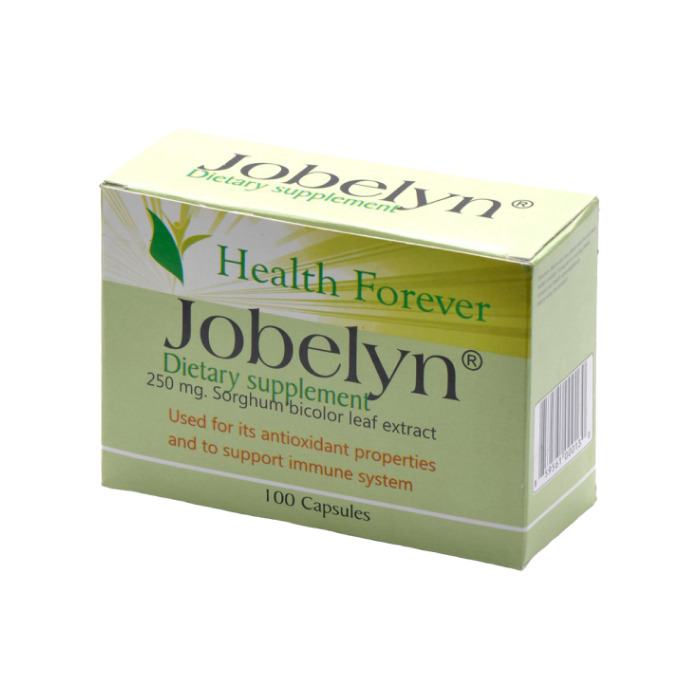 Jobelyn®
Dietary supplement
Health Forever
Jobelyn®
Dietary supplement
250 mg. Sorghum bicolor leaf extract
Used for its antioxidant properties
and to support immune system
100 Capsules